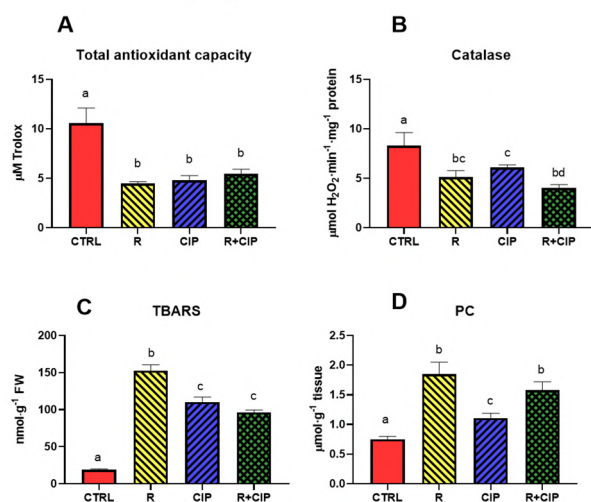 A
Total antioxidant capacity
µM Trolox
15
10
5
0
a
b
b
b
CTRL R CIP R+CIP
B
Catalase
µmol H₂O₂·min⁻¹·mg⁻¹ protein
15
10
5
0
a
bc
c
bd
CTRL R CIP R+CIP
C
TBARS
nmol·g⁻¹ FW
200
150
100
50
0
a
b
c
c
CTRL R CIP R+CIP
D
PC
µmol·g⁻¹ tissue
2.5
2.0
1.5
1.0
0.5
0.0
a
b
c
b
CTRL R CIP R+CIP